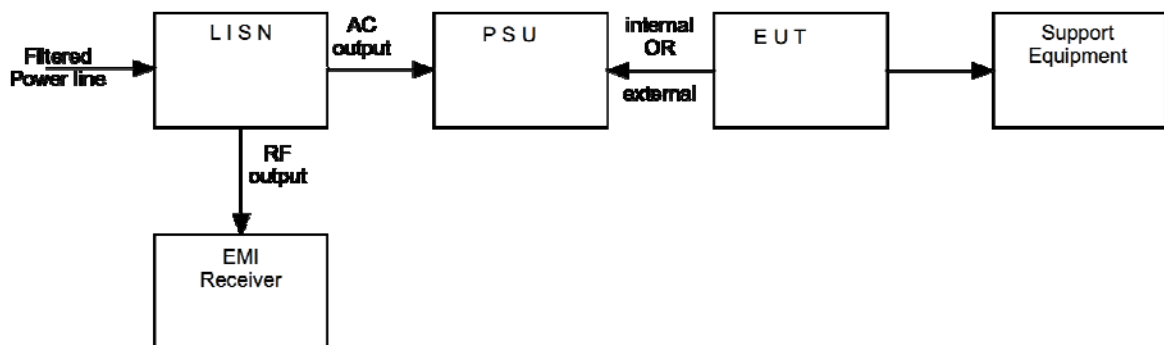 L I S N
AC
output
P S U
internal
OR
external
E U T
Support
Equipment
Filtered
Power line
RF
output
EMI
Receiver